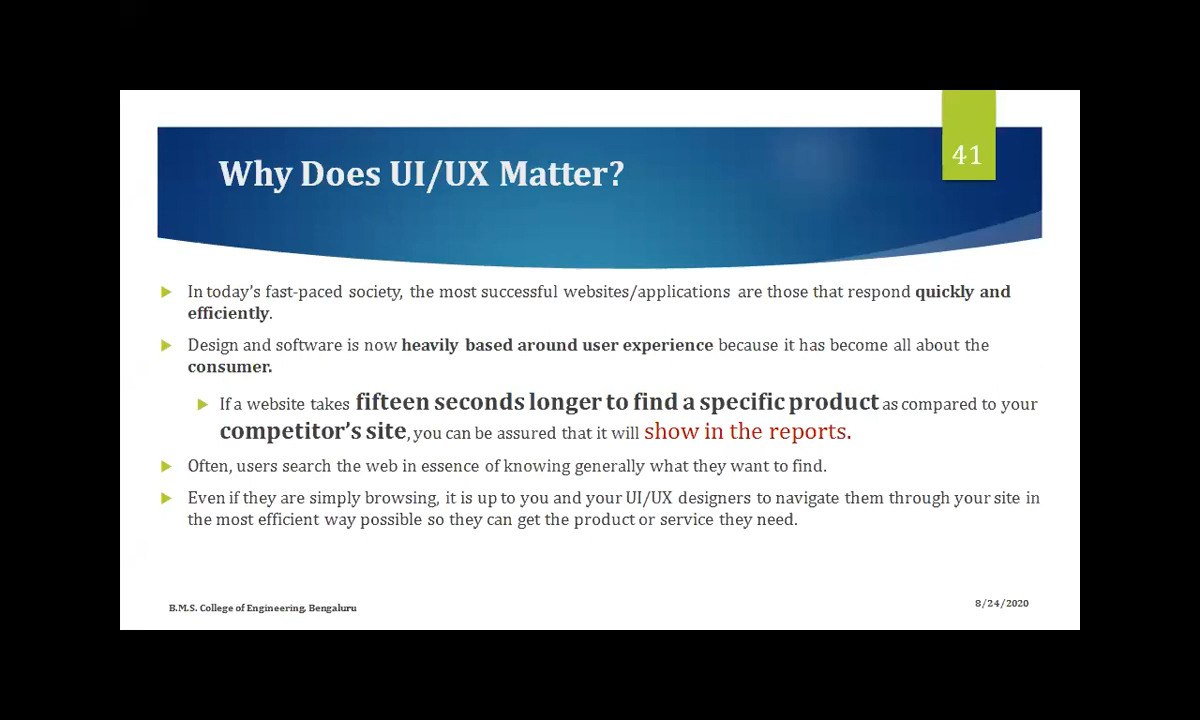 Why Does UI/UX Matter?
41
In today's fast-paced society, the most successful websites/applications are those that respond quickly and
efficiently.
Design and software is now heavily based around user experience because it has become all about the
consumer.
If a website takes fifteen seconds longer to find a specific product as compared to your
competitor's site, you can be assured that it will show in the reports.
Often, users search the web in essence of knowing generally what they want to find.
Even if they are simply browsing, it is up to you and your UI/UX designers to navigate them through your site in
the most efficient way possible so they can get the product or service they need.
B.M.S. College of Engineering, Bengaluru
8/24/2020